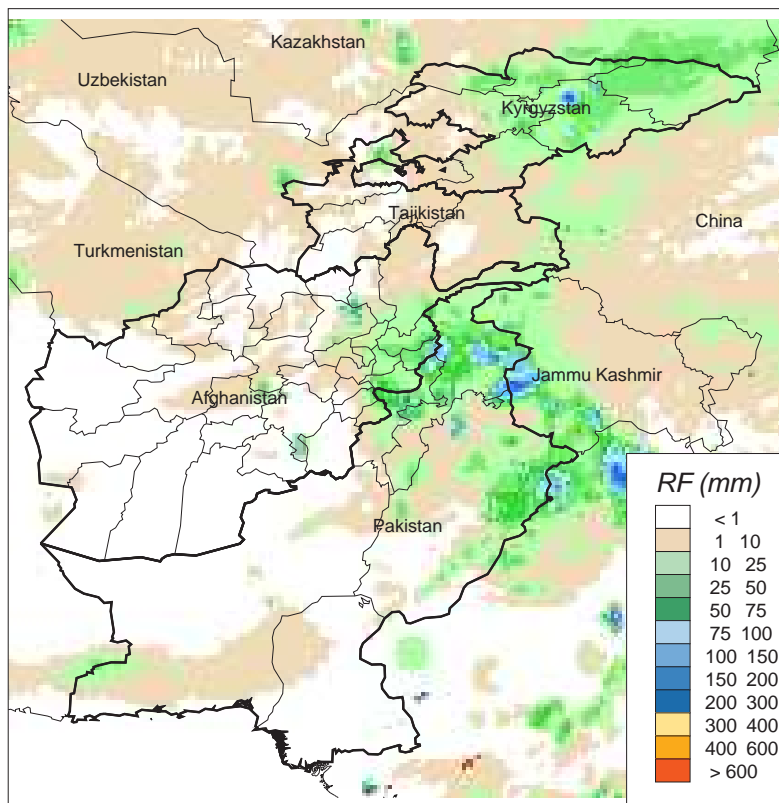 Kazakhstan
Uzbekistan
Kyrgyzstan
Tajikistan
China
Turkmenistan
Jammu Kashmir
Afghanistan
Pakistan
RF (mm)
< 1
1 10
10 25
25 50
50 75
75 100
100 150
150 200
200 300
300 400
400 600
> 600